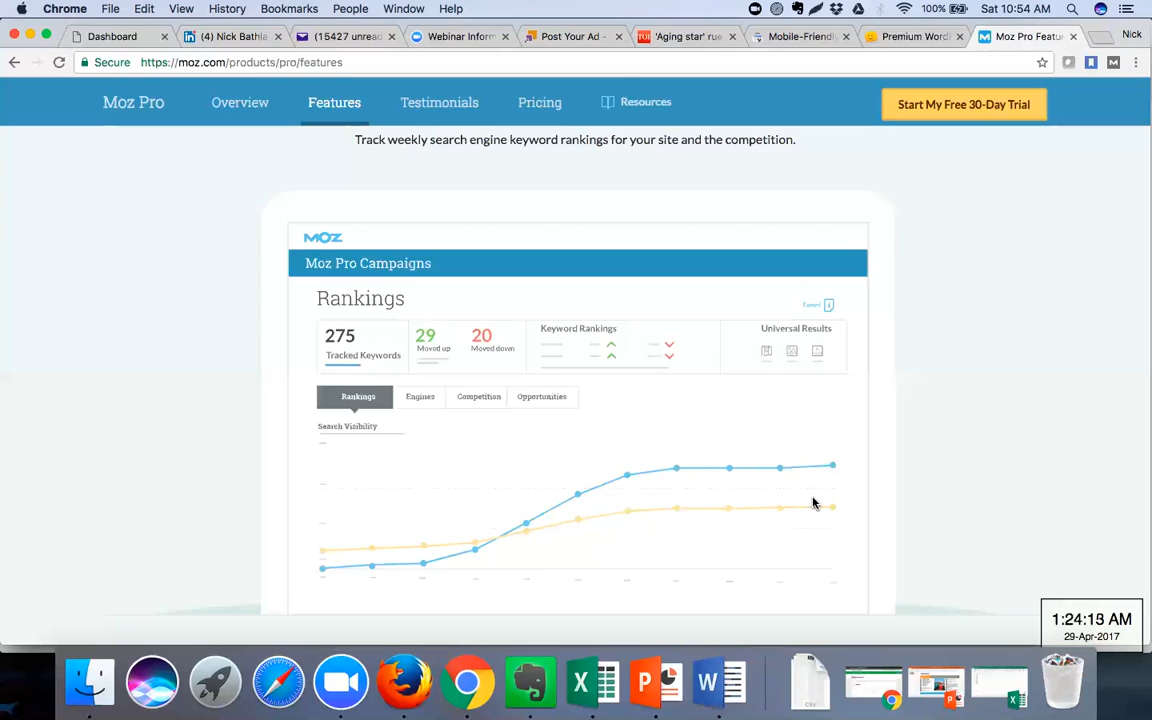 Chrome File Edit View History Bookmarks People Window Help 100% Sat 10:54 AM
Dashboard (4) Nick Bathla (15427 unread Webinar Inform Post Your Ad - 'Aging star' rue Mobile-Friendl Premium Word Moz Pro Featu Nick
Secure https://moz.com/products/pro/features
Moz Pro Overview Features Testimonials Pricing Resources Start My Free 30-Day Trial
Track weekly search engine keyword rankings for your site and the competition.
MOZ
Moz Pro Campaigns
Rankings
275 29 20 Keyword Rankings Universal Results
Tracked Keywords Moved up Moved down
Rankings Engines Competition Opportunities
Search Visibility
1:24:13 AM
29-Apr-2017
X P W CSV